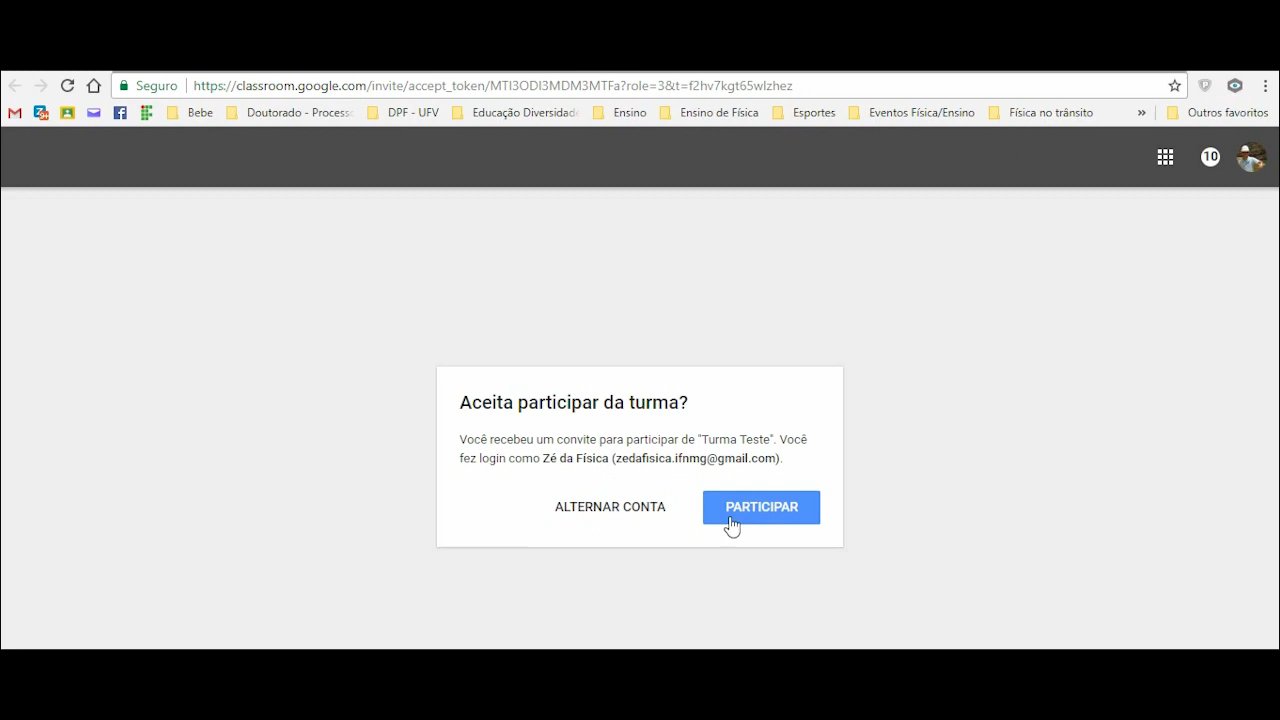 Seguro https://classroom.google.com/invite/accept_token/MTI3ODI3MDM3MTFa?role=3&t=f2hv7kgt65wlzhez
Bebe Doutorado - Process DPF - UFV Educação Diversidad Ensino Ensino de Física Esportes Eventos Física/Ensino Física no trânsito » Outros favoritos
10
Aceita participar da turma?
Você recebeu um convite para participar de "Turma Teste". Você
fez login como Zé da Física (zedafisica.ifnmg@gmail.com).
ALTERNAR CONTA PARTICIPAR